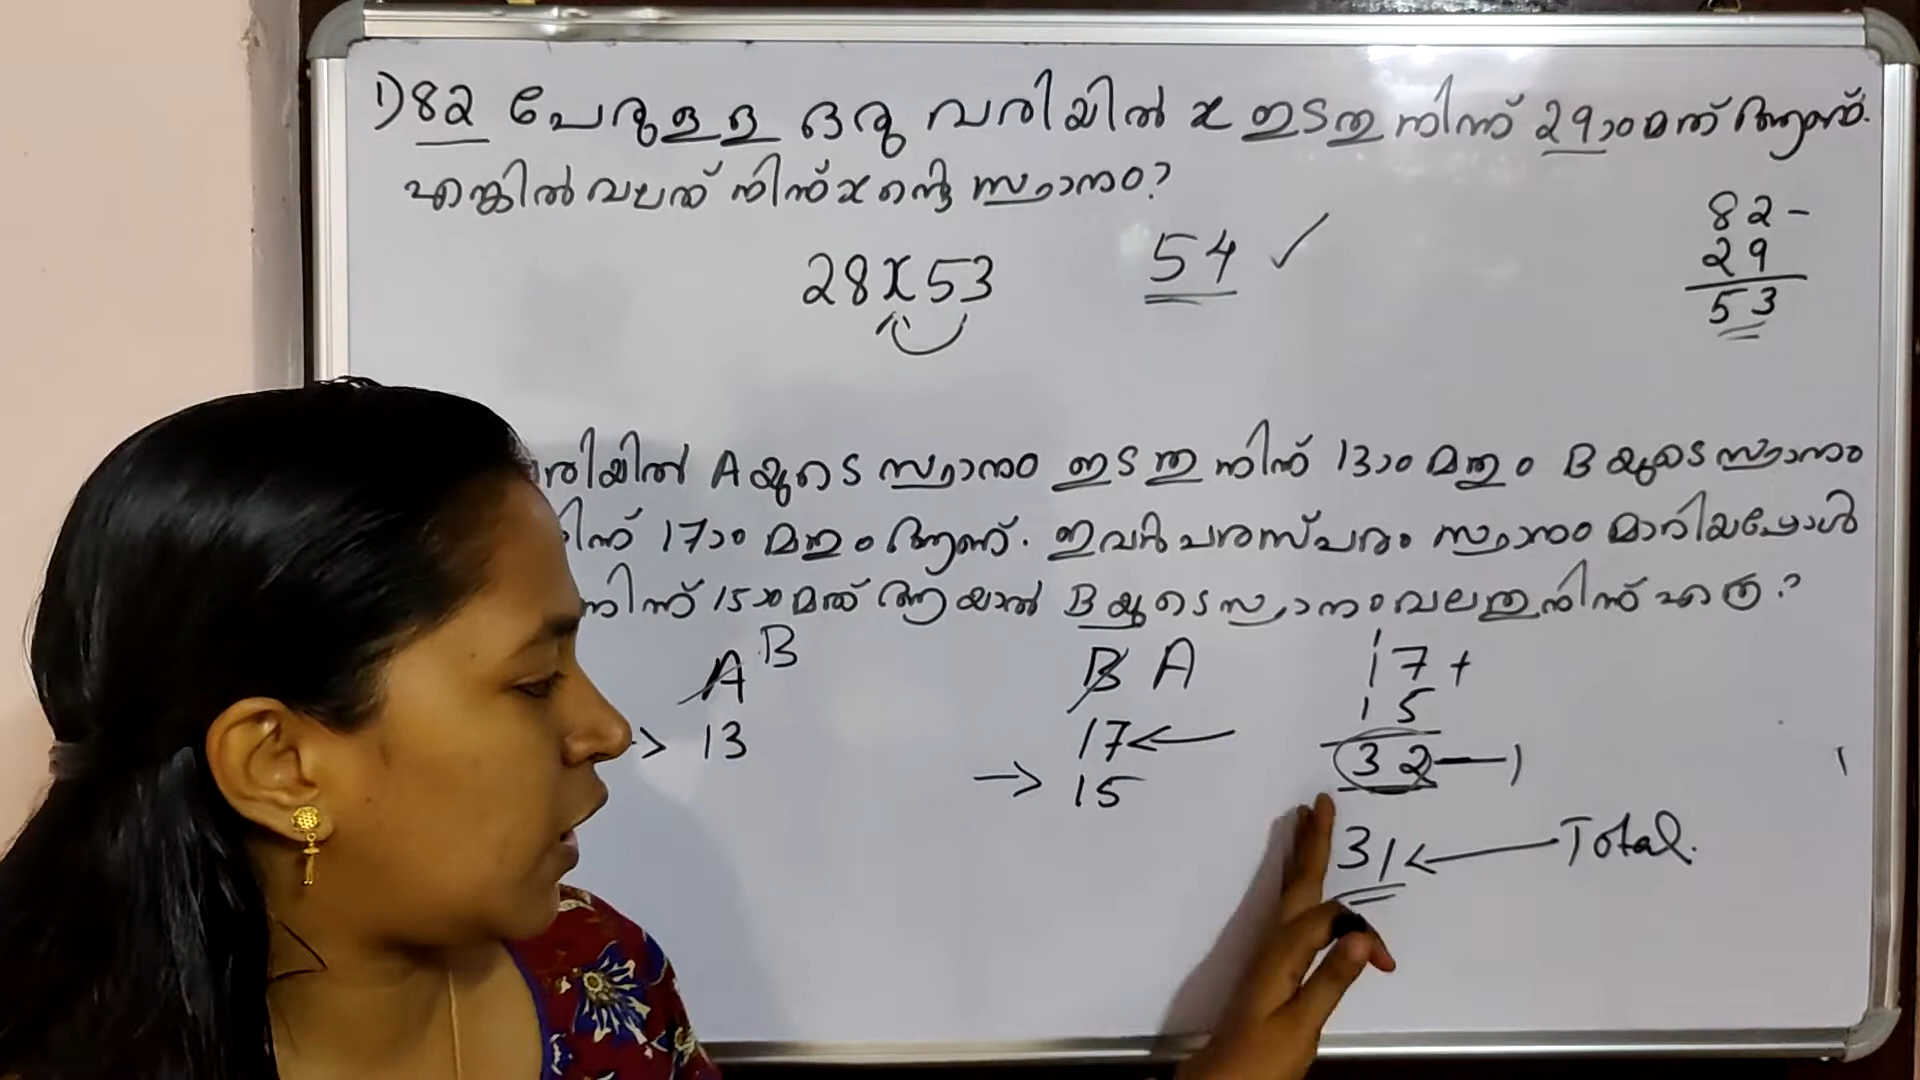 1) 82 പേരുള്ള ഒരു വരിയിൽ x ഇടതു നിന്ന് 29ാംമത് ആണ്.
എങ്കിൽ വലത് നിന്ന് x ന്റെ സ്ഥാനം?
82 -
29
53
28 x 53
54 ✓
രിയിൽ A യുടെ സ്ഥാനം ഇടതു നിന്ന് 13ാം മതും B യുടെ സ്ഥാനം
ിന്ന് 17ാം മതും ആണ്. ഇവർ പരസ്പരം സ്ഥാനം മാറിയപ്പോൾ
നിന്ന് 15ാംമത് ആയാൽ B യുടെ സ്ഥാനം വലതു നിന്ന് എത്ര?
A B
B A
→ 13
17 ←
→ 15
1
17 +
15
32 — 1
31 ← Total.